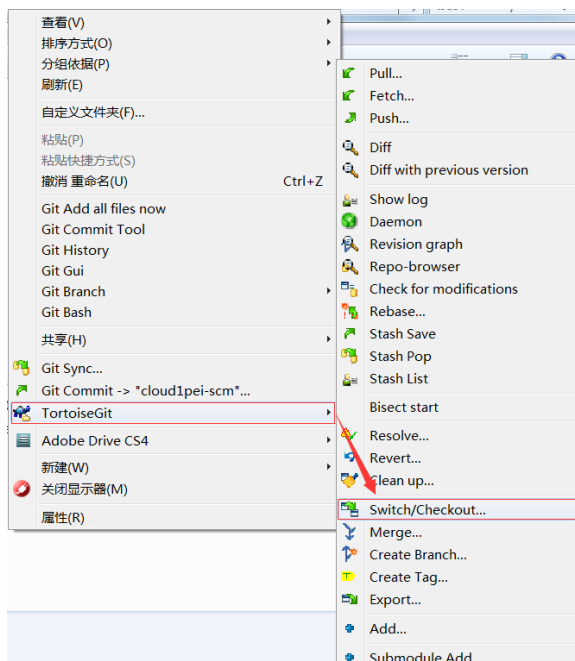 查看(V)
排序方式(O)
分组依据(P)
刷新(E)
自定义文件夹(F)...
粘贴(P)
粘贴快捷方式(S)
撤消 重命名(U) Ctrl+Z
Git Add all files now
Git Commit Tool
Git History
Git Gui
Git Branch
Git Bash
共享(H)
Git Sync...
Git Commit -> "cloud1pei-scm"...
TortoiseGit
Adobe Drive CS4
新建(W)
关闭显示器(M)
属性(R)
Pull...
Fetch...
Push...
Diff
Diff with previous version
Show log
Daemon
Revision graph
Repo-browser
Check for modifications
Rebase...
Stash Save
Stash Pop
Stash List
Bisect start
Resolve...
Revert...
Clean up...
Switch/Checkout...
Merge...
Create Branch...
Create Tag...
Export...
Add...
Submodule Add